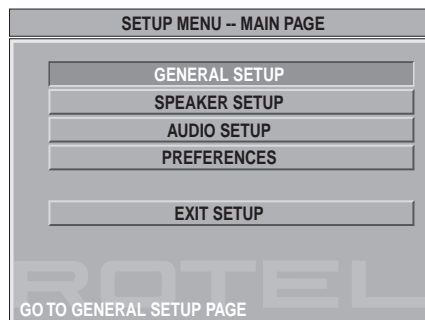 SETUP MENU -- MAIN PAGE
GENERAL SETUP
SPEAKER SETUP
AUDIO SETUP
PREFERENCES
EXIT SETUP
ROTEL
GO TO GENERAL SETUP PAGE